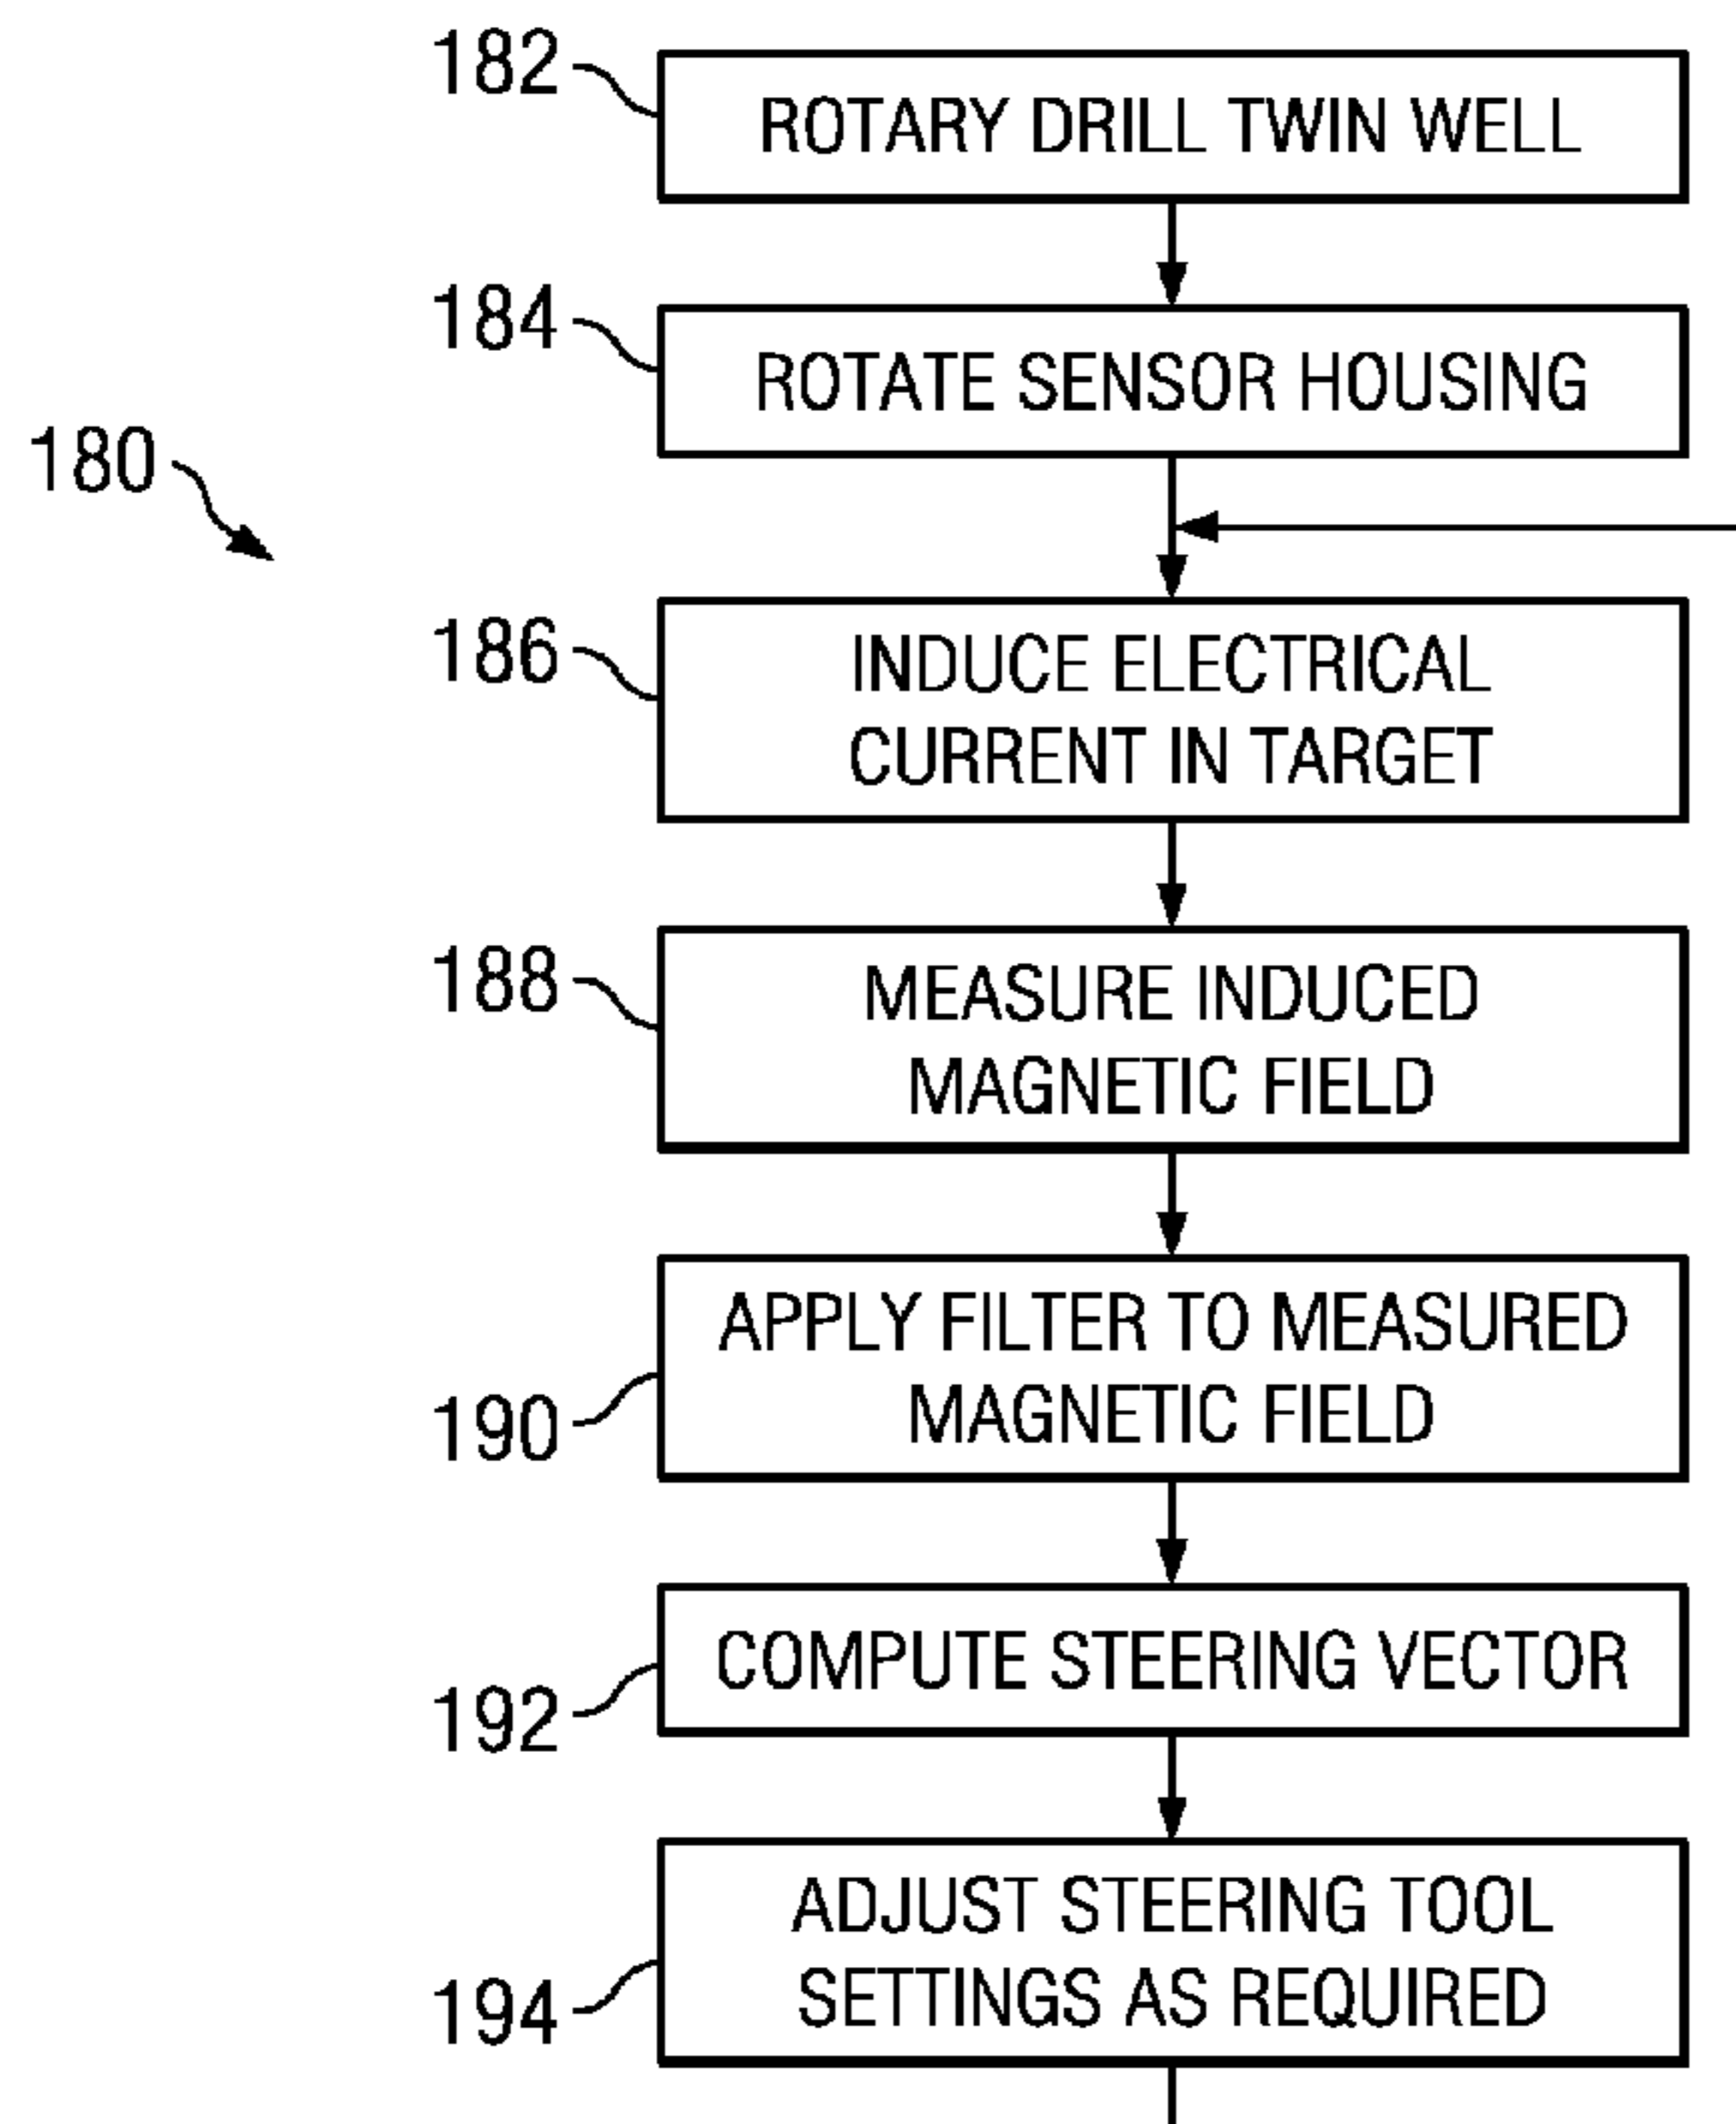 182
ROTARY DRILL TWIN WELL
184
ROTATE SENSOR HOUSING
180
186
INDUCE ELECTRICAL
CURRENT IN TARGET
188
MEASURE INDUCED
MAGNETIC FIELD
190
APPLY FILTER TO MEASURED
MAGNETIC FIELD
192
COMPUTE STEERING VECTOR
194
ADJUST STEERING TOOL
SETTINGS AS REQUIRED